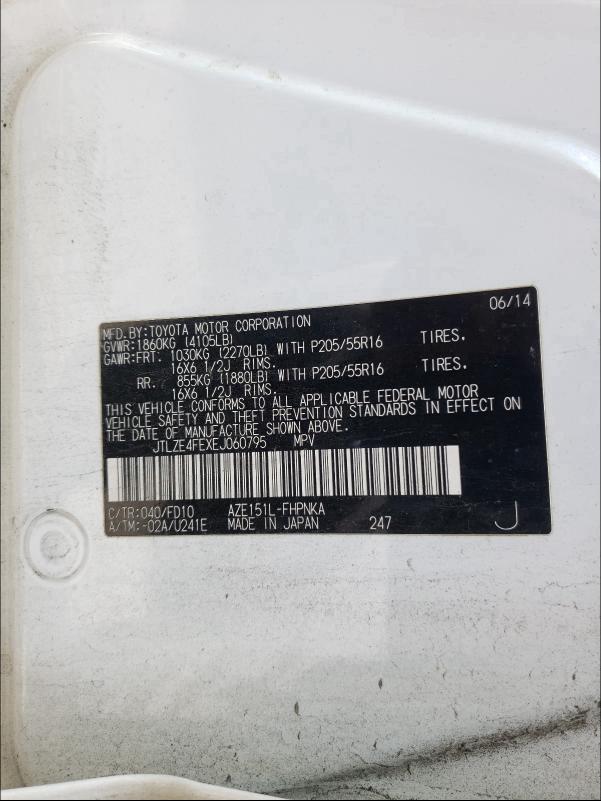 06/14
MFD.BY:TOYOTA MOTOR CORPORATION
GVWR:1860KG (4105LB)
GAWR:FRT. 1030KG (2270LB) WITH P205/55R16 TIRES.
16X6 1/2J RIMS.
RR. 855KG (1880LB) WITH P205/55R16 TIRES.
16X6 1/2J RIMS.
THIS VEHICLE CONFORMS TO ALL APPLICABLE FEDERAL MOTOR
VEHICLE SAFETY AND THEFT PREVENTION STANDARDS IN EFFECT ON
THE DATE OF MANUFACTURE SHOWN ABOVE.
JTLZE4FEXEJ060795 MPV
C/TR:040/FD10 AZE151L-FHPNKA
A/TM:-02A/U241E MADE IN JAPAN 247 J